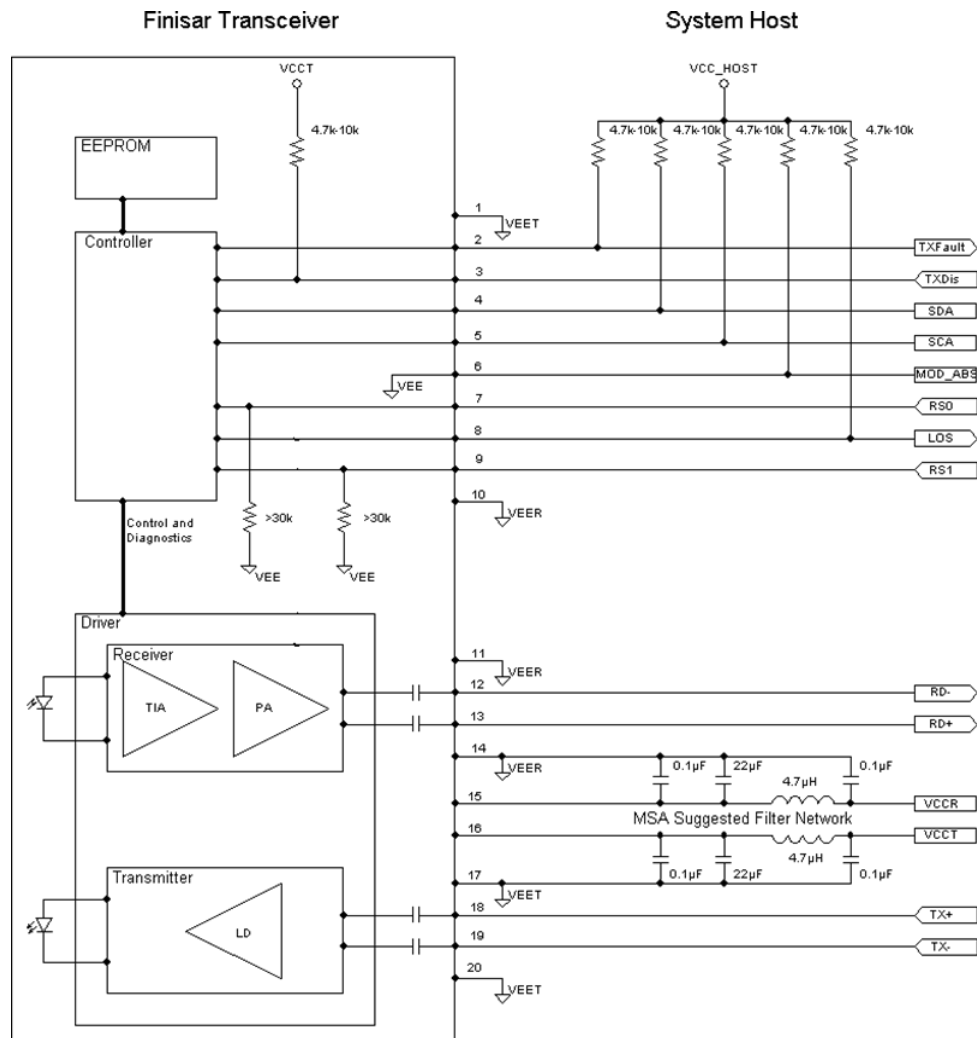 Finisar Transceiver
System Host
VCCT
4.7k-10k
VCC_HOST
4.7k-10k
4.7k-10k
4.7k-10k
4.7k-10k
4.7k-10k
EEPROM
Controller
1
VEET
2
TXFault
3
TXDis
4
SDA
5
SCA
6
VEE
MOD_ABS
7
RS0
8
LOS
9
RS1
10
VEER
Control and
Diagnostics
>30k
>30k
VEE
VEE
Driver
Receiver
TIA
PA
11
VEER
12
RD-
13
RD+
14
VEER
0.1µF
22µF
0.1µF
4.7µH
15
VCCR
MSA Suggested Filter Network
16
VCCT
4.7µH
0.1µF
22µF
0.1µF
17
VEET
Transmitter
LD
18
TX+
19
TX-
20
VEET